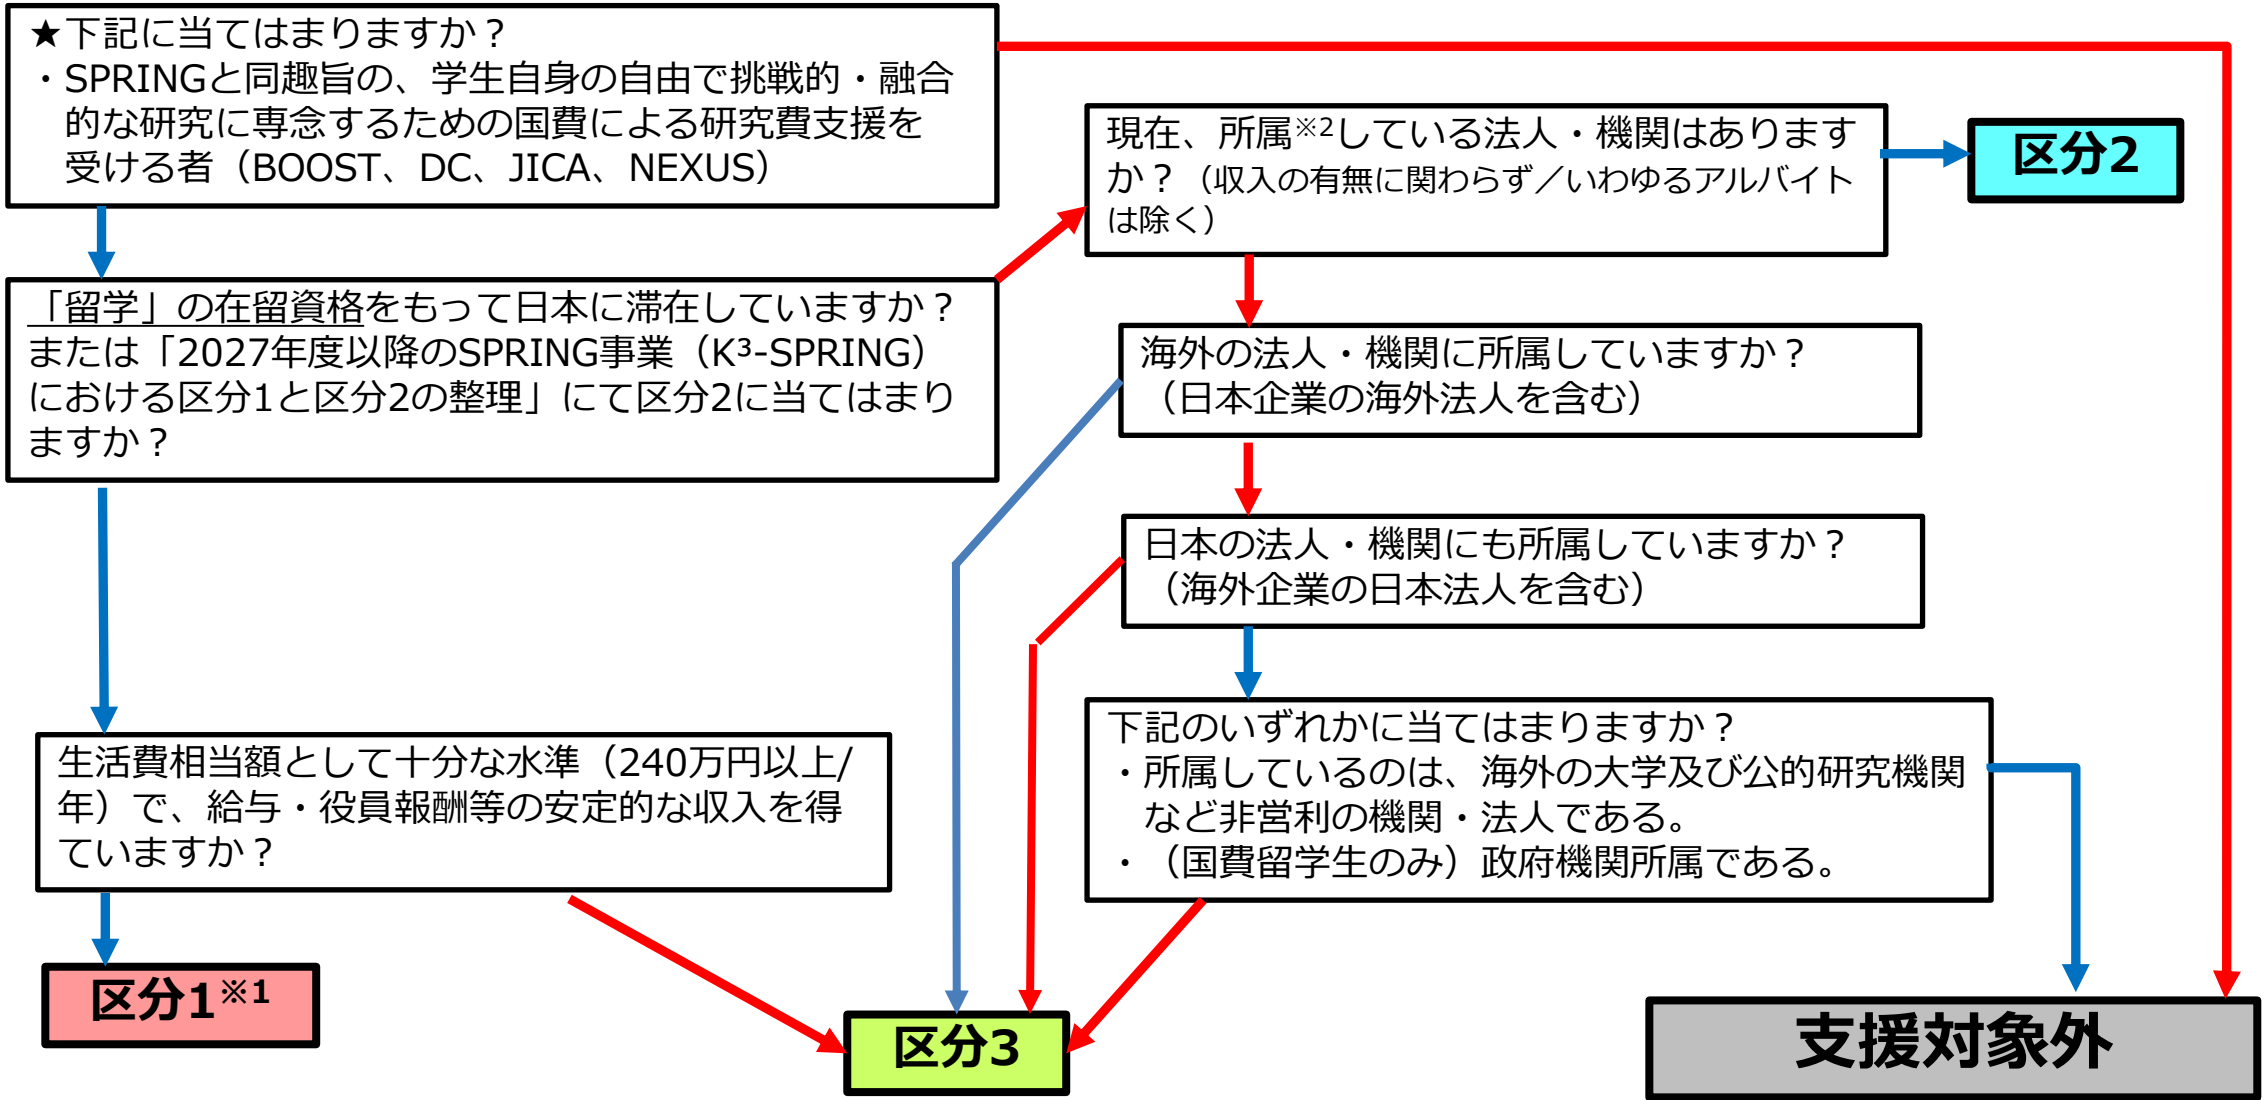 ★下記に当てはまりますか？
・SPRINGと同趣旨の、学生自身の自由で挑戦的・融合
的な研究に専念するための国費による研究費支援を
受ける者（BOOST、DC、JICA、NEXUS）
現在、所属※2している法人・機関はありますか
か？（収入の有無に関わらず／いわゆるアルバイト
は除く）
区分2
「留学」の在留資格をもって日本に滞在していますか？
または「2027年度以降のSPRING事業（K³-SPRING）
における区分1と区分2の整理」にて区分2に当てはまり
ますか？
海外の法人・機関に所属していますか？
（日本企業の海外法人を含む）
日本の法人・機関にも所属していますか？
（海外企業の日本法人を含む）
生活費相当額として十分な水準（240万円以上/
年）で、給与・役員報酬等の安定的な収入を得
ていますか？
下記のいずれかに当てはまりますか？
・所属しているのは、海外の大学及び公的研究機関
など非営利の機関・法人である。
・（国費留学生のみ）政府機関所属である。
区分1※1
区分3
支援対象外